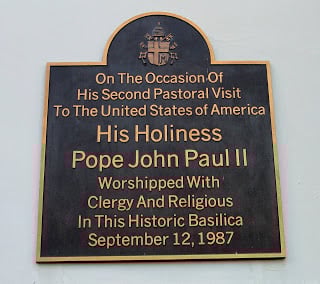 On The Occasion Of
His Second Pastoral Visit
To The United States of America
His Holiness
Pope John Paul II
Worshipped With
Clergy And Religious
In This Historic Basilica
September 12, 1987